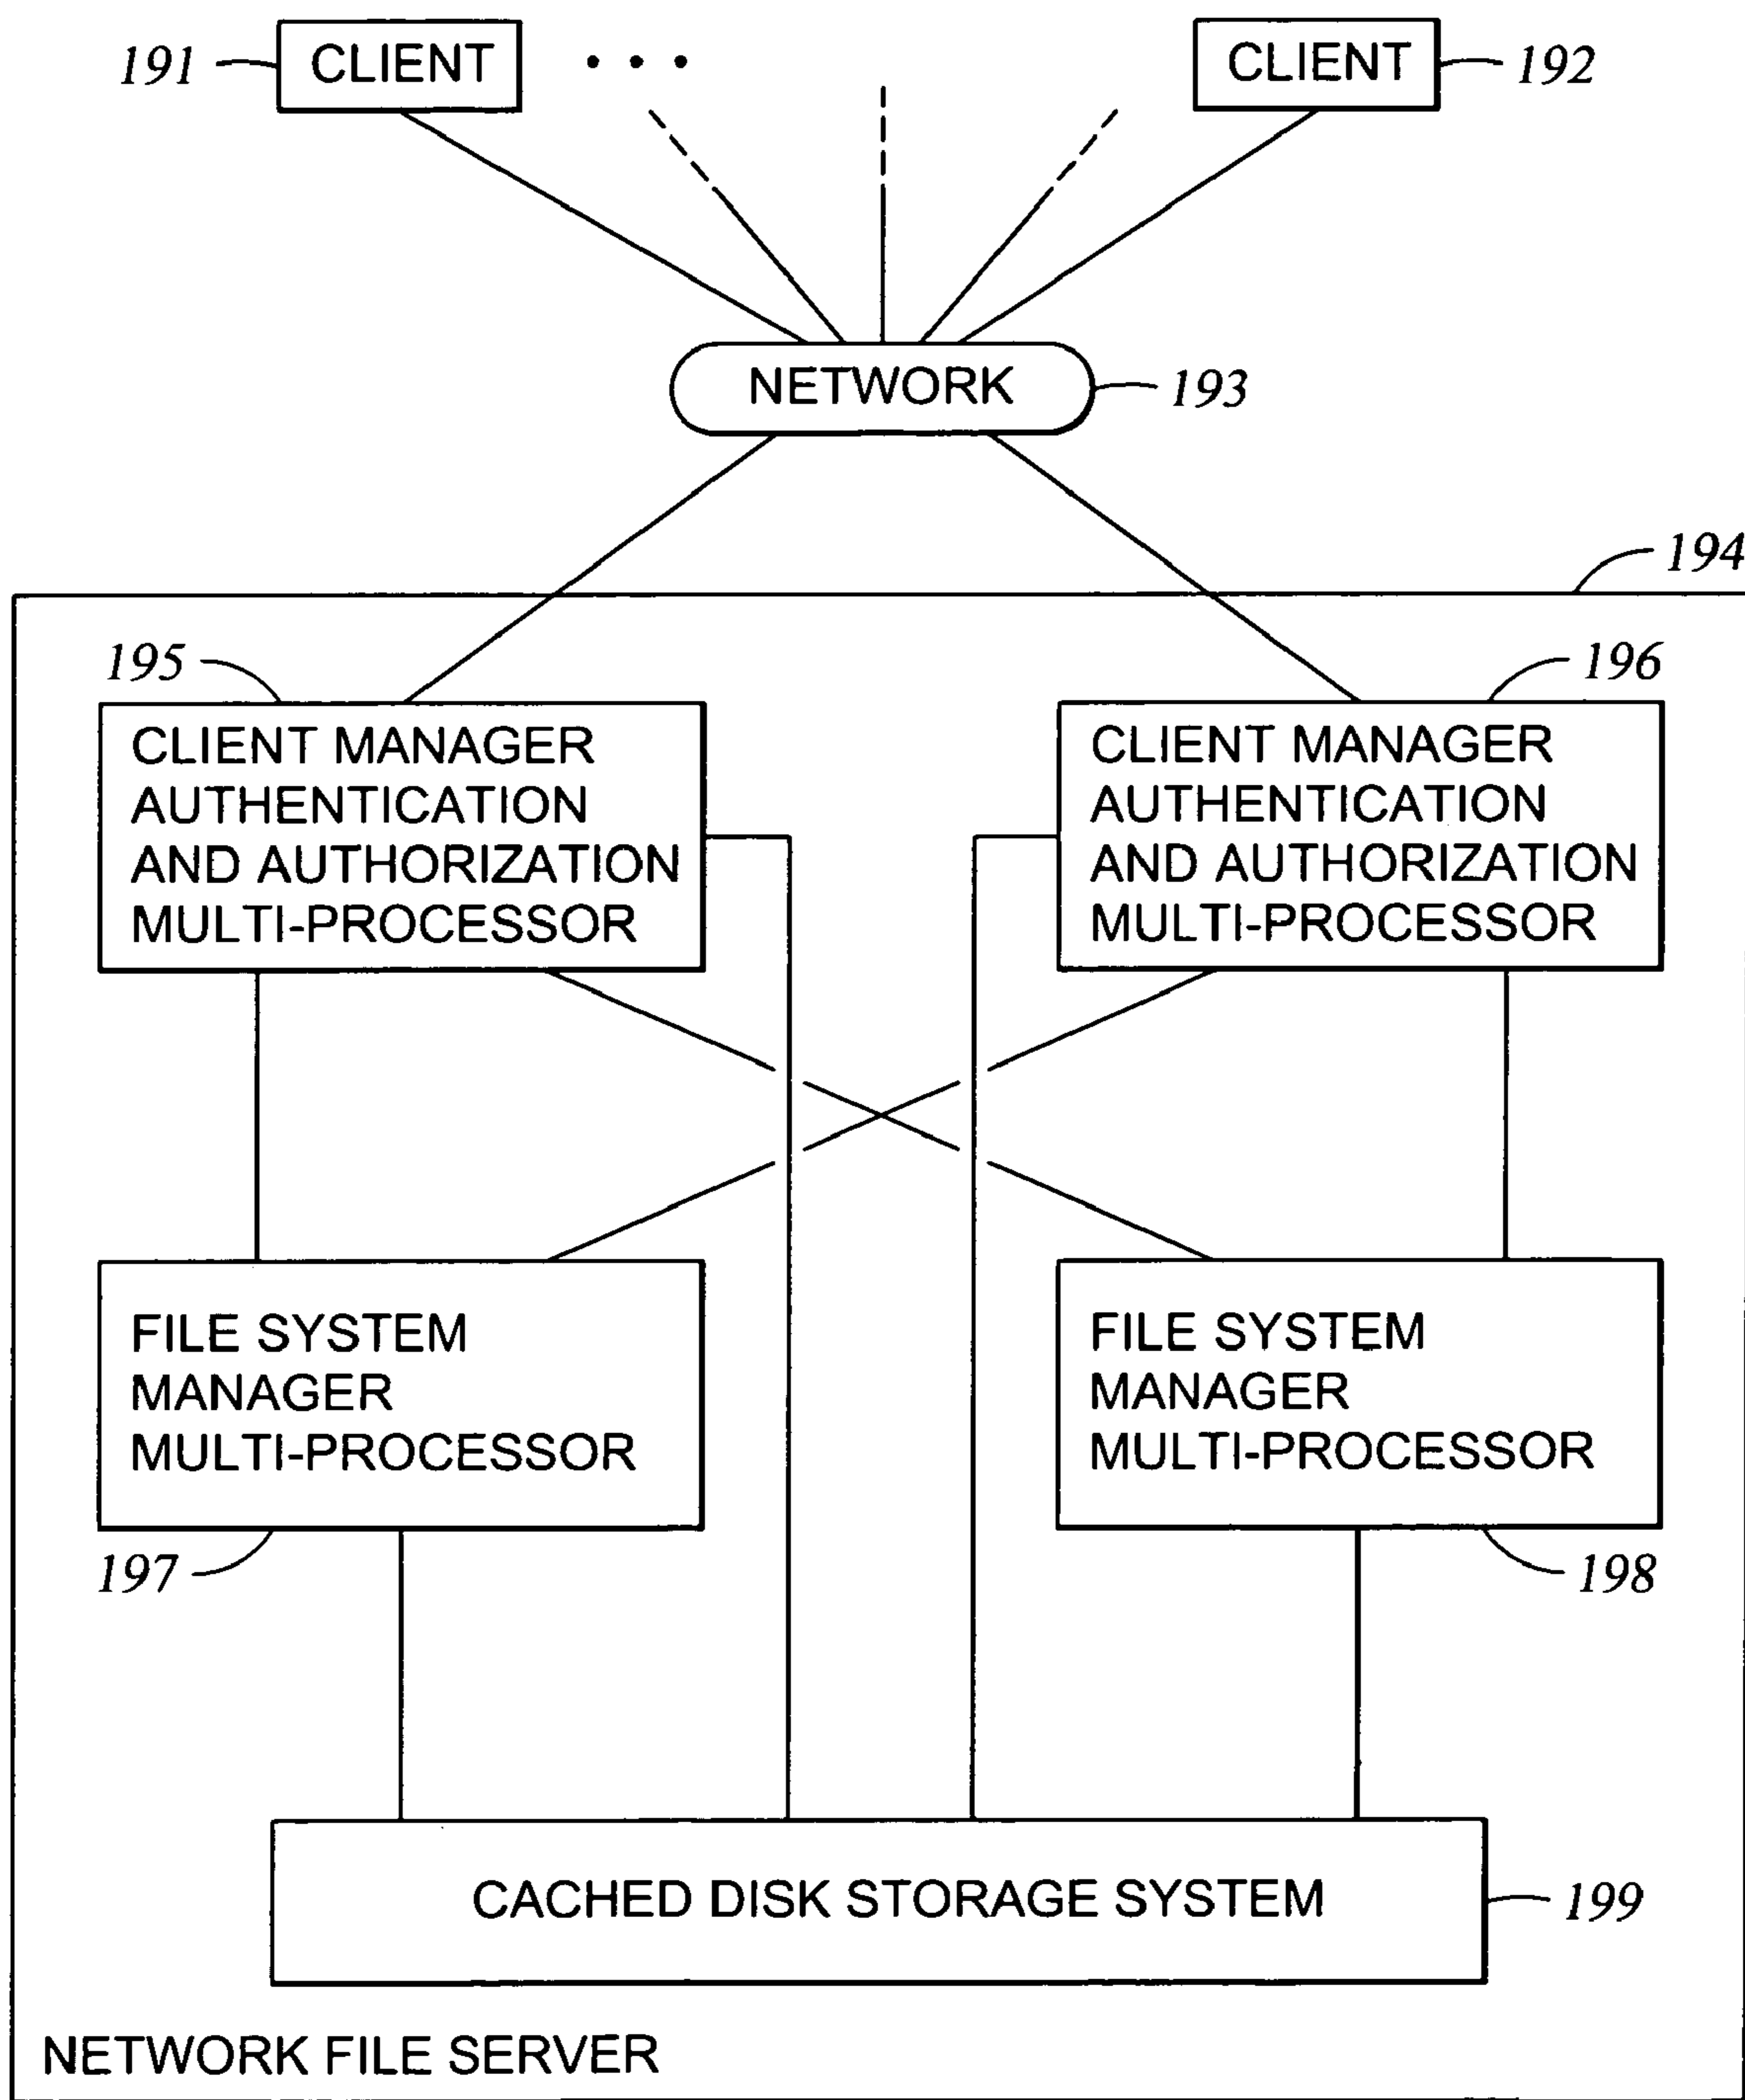 191
CLIENT
. . .
CLIENT
192
NETWORK
193
194
195
196
CLIENT MANAGER
AUTHENTICATION
AND AUTHORIZATION
MULTI-PROCESSOR
CLIENT MANAGER
AUTHENTICATION
AND AUTHORIZATION
MULTI-PROCESSOR
FILE SYSTEM
MANAGER
MULTI-PROCESSOR
FILE SYSTEM
MANAGER
MULTI-PROCESSOR
197
198
CACHED DISK STORAGE SYSTEM
199
NETWORK FILE SERVER